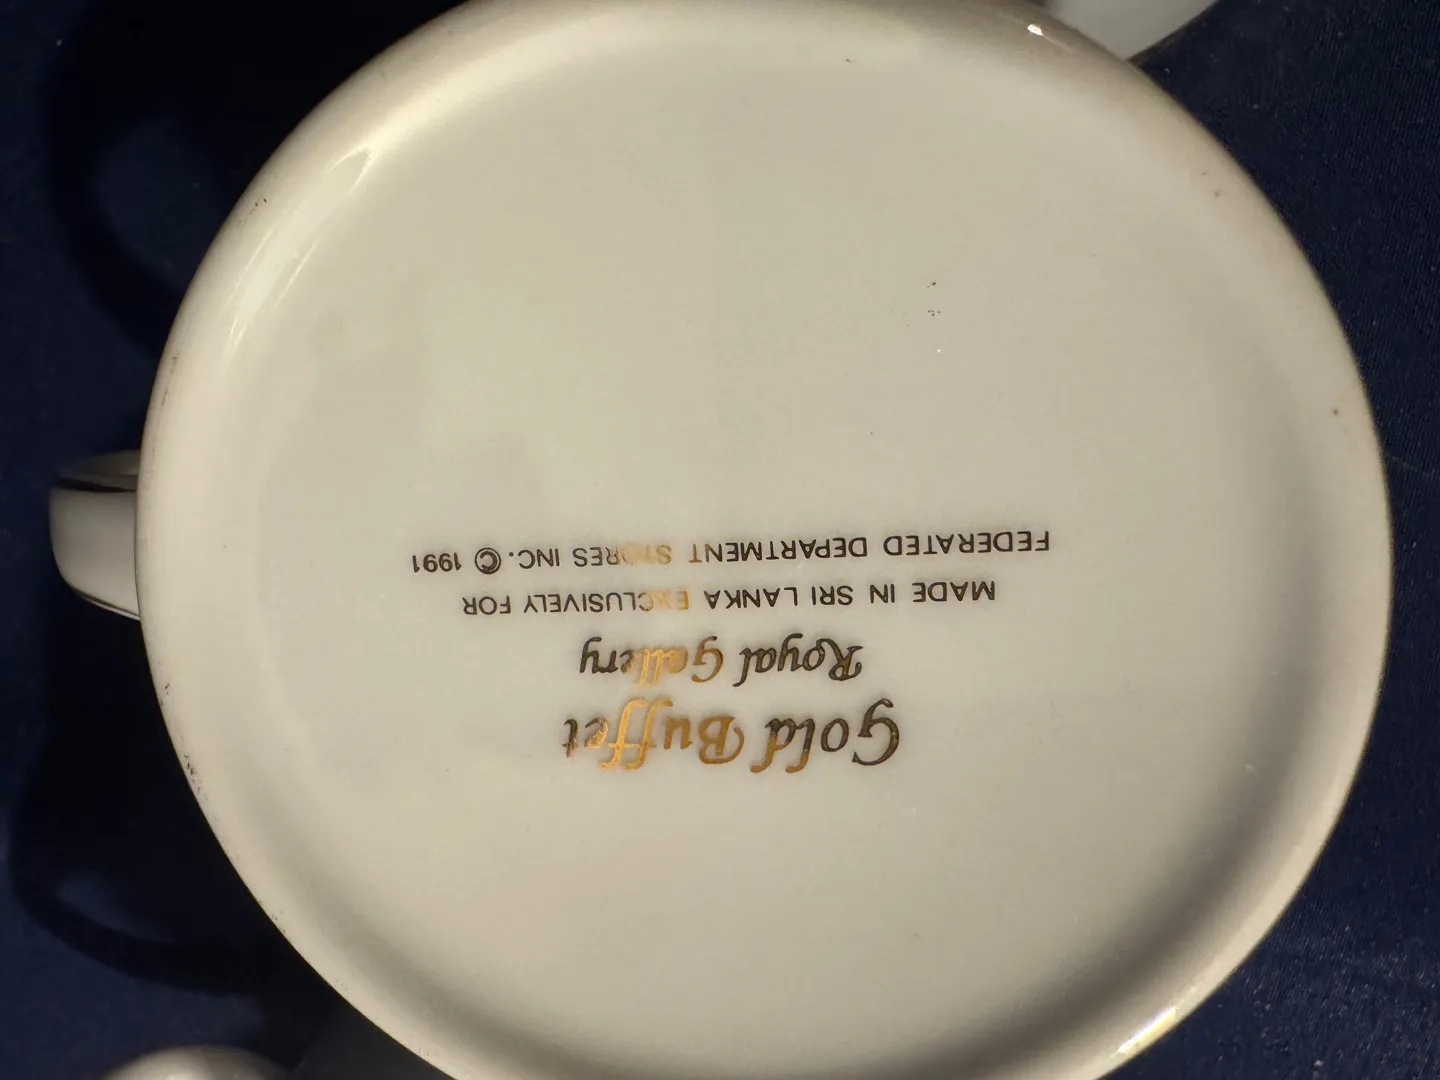 Gold Buffet
Royal Gallery
MADE IN SRI LANKA EXCLUSIVELY FOR
FEDERATED DEPARTMENT STORES INC. © 1991